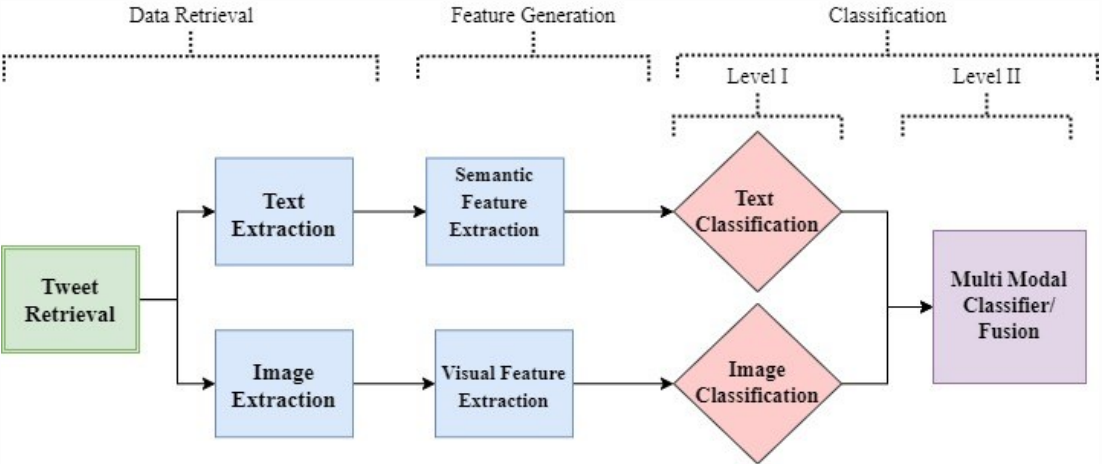 Data Retrieval
Feature Generation
Classification
Level I
Level II
Text
Extraction
Semantic
Feature
Extraction
Text
Classification
Tweet
Retrieval
Multi Modal
Classifier/
Fusion
Image
Extraction
Visual Feature
Extraction
Image
Classification